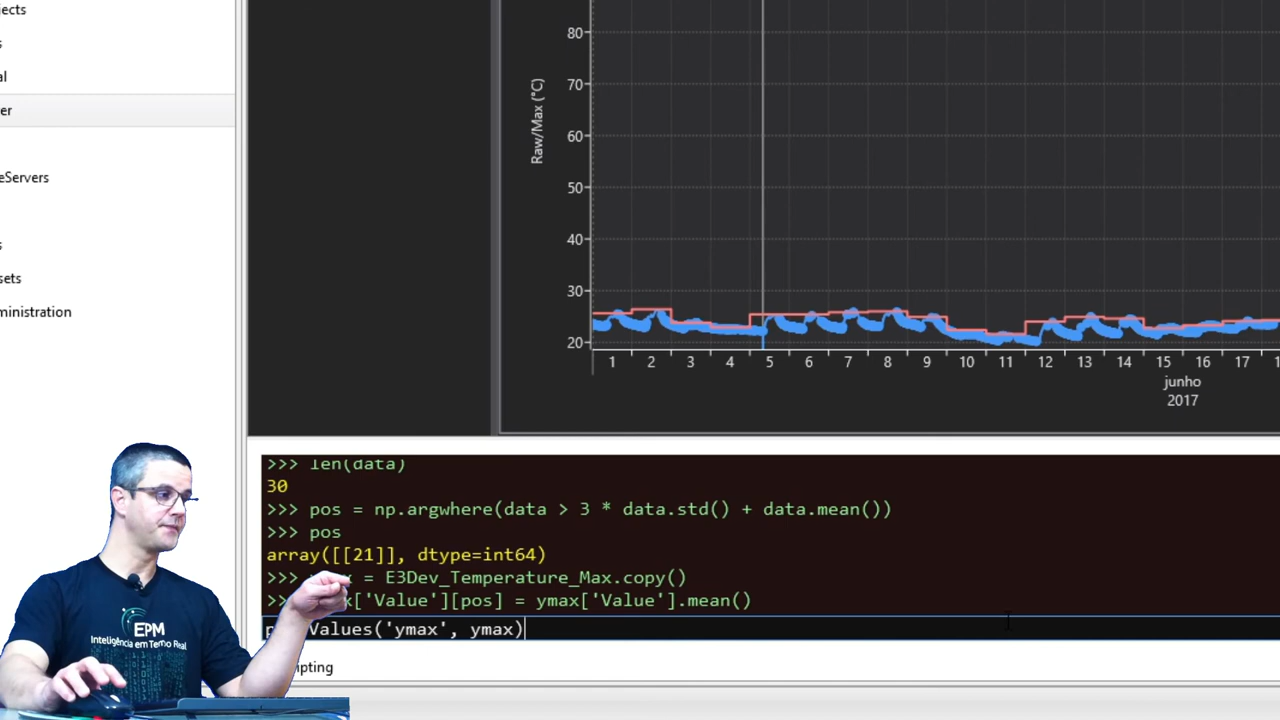 jects
s
al
er
eServers
s
sets
ministration
Raw/Max (°C)
80
70
60
50
40
30
20
1 2 3 4 5 6 7 8 9 10 11 12 13 14 15 16 17 1
junho
2017
>>> len(data)
30
>>> pos = np.argwhere(data > 3 * data.std() + data.mean())
>>> pos
array([[21]], dtype=int64)
>>> = E3Dev_Temperature_Max.copy()
['Value'][pos] = ymax['Value'].mean()
Values('ymax', ymax)
ipting
EPM
Inteligência em Tempo Real